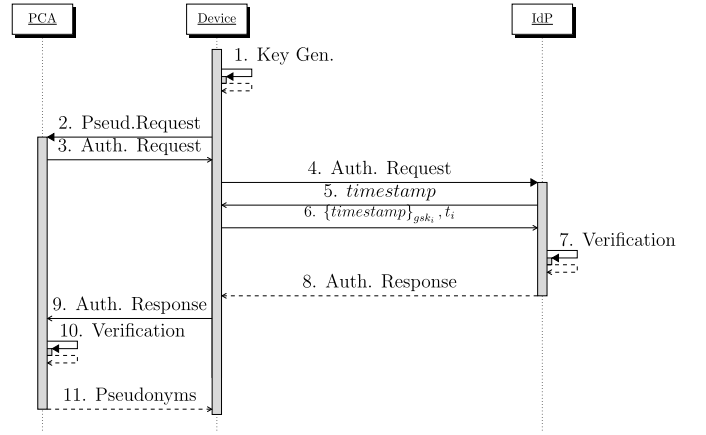 PCA Device IdP
1. Key Gen.
2. Pseud.Request
3. Auth. Request
4. Auth. Request
5. timestamp
6. {timestamp}gski, ti
7. Verification
8. Auth. Response
9. Auth. Response
10. Verification
11. Pseudonyms